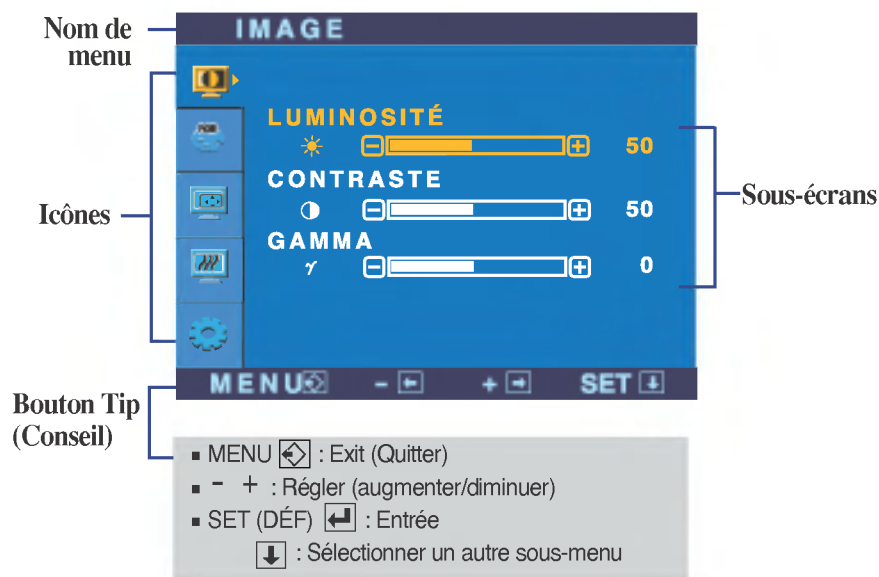 Nom de
menu
IMAGE
LUMINOSITÉ
50
CONTRASTE
50
GAMMA
γ
0
Icônes
Sous-écrans
MENU - + SET
Bouton Tip
(Conseil)
▪ MENU : Exit (Quitter)
▪ - + : Régler (augmenter/diminuer)
▪ SET (DÉF) : Entrée
: Sélectionner un autre sous-menu